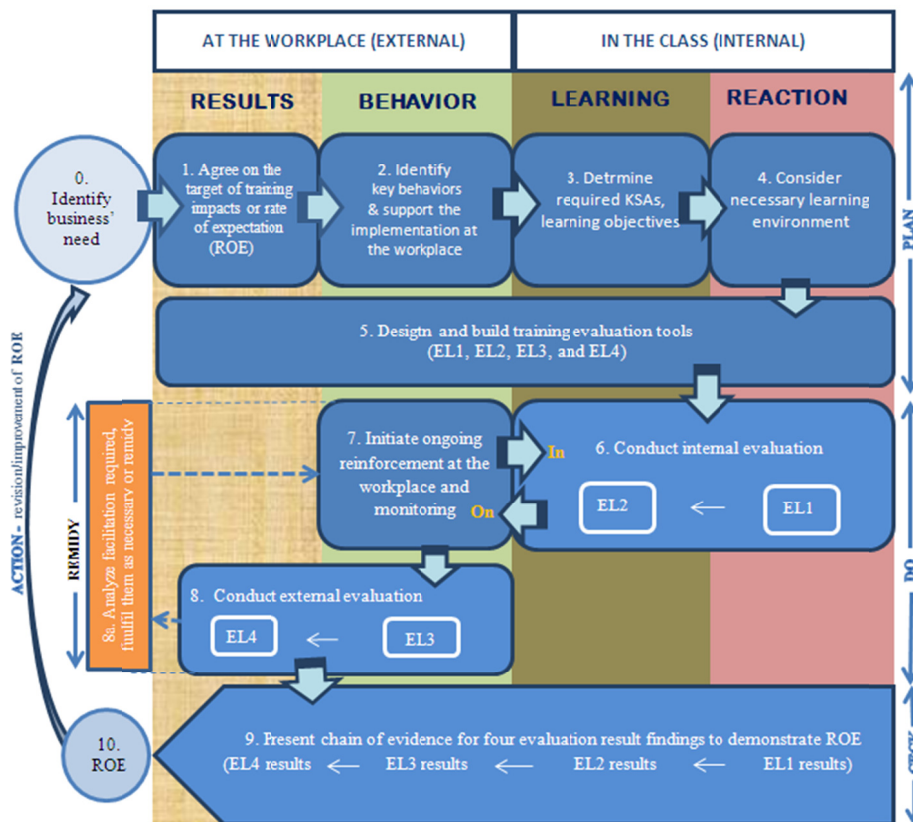 AT THE WORKPLACE (EXTERNAL)
IN THE CLASS (INTERNAL)
RESULTS
BEHAVIOR
LEARNING
REACTION
0.
Identify
business'
need
1. Agree on the
target of training
impacts or rate
of expectation
(ROE)
2. Identify
key behaviors
& support the
implementation at
the workplace
3. Detrmine
required KSAs,
learning objectives
4. Consider
necessary learning
environment
PLAN
5. Designn and build training evaluation tools
(EL1, EL2, EL3, and EL4)
7. Initiate ongoing
reinforcement at the
workplace and
monitoring
In
On
6. Conduct internal evaluation
EL2
←
EL1
DO
ACTION - revision/improvement of ROE
REMIDY
8a. Analyze facilitation required,
fuulfil them as necessary or remidy
8. Conduct external evaluation
EL4
←
EL3
10.
ROE
9. Present chain of evidence for four evaluation result findings to demonstrate ROE
(EL4 results ← EL3 results ← EL2 results ← EL1 results)